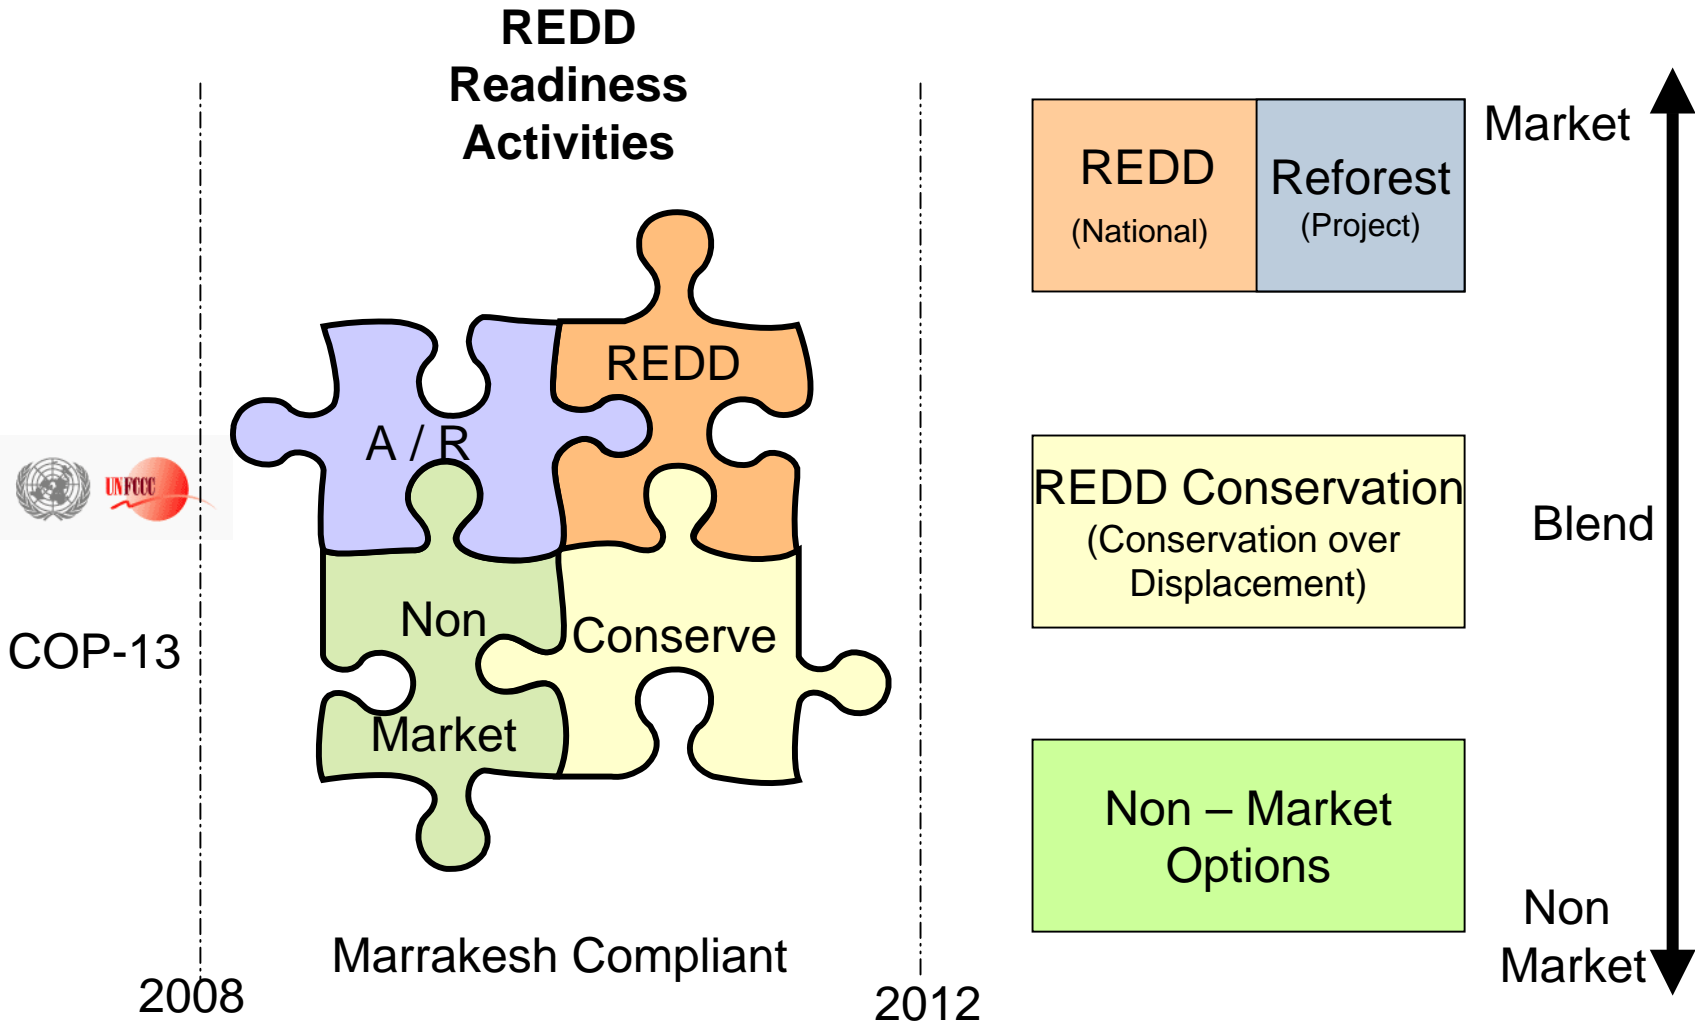 REDD
Readiness
Activities
UNFCCC
COP-13
2008
A / R
REDD
Non
Market
Conserve
Marrakesh Compliant
2012
REDD
(National)
Reforest
(Project)
REDD Conservation
(Conservation over
Displacement)
Non – Market
Options
Market
Blend
Non
Market